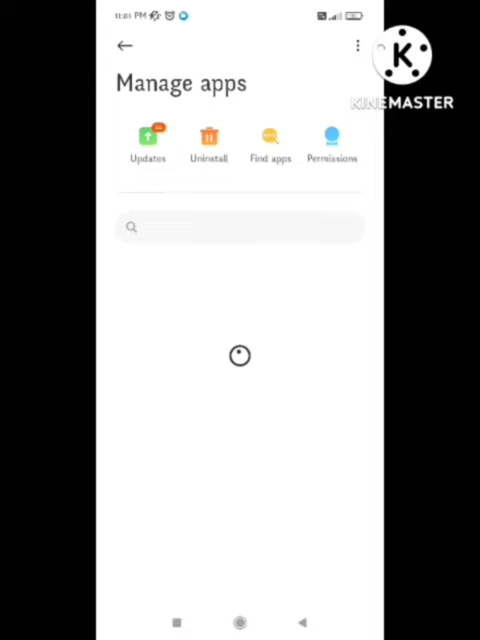 11:01 PM
Manage apps
Updates
Uninstall
Find apps
Permissions
K
KINEMASTER